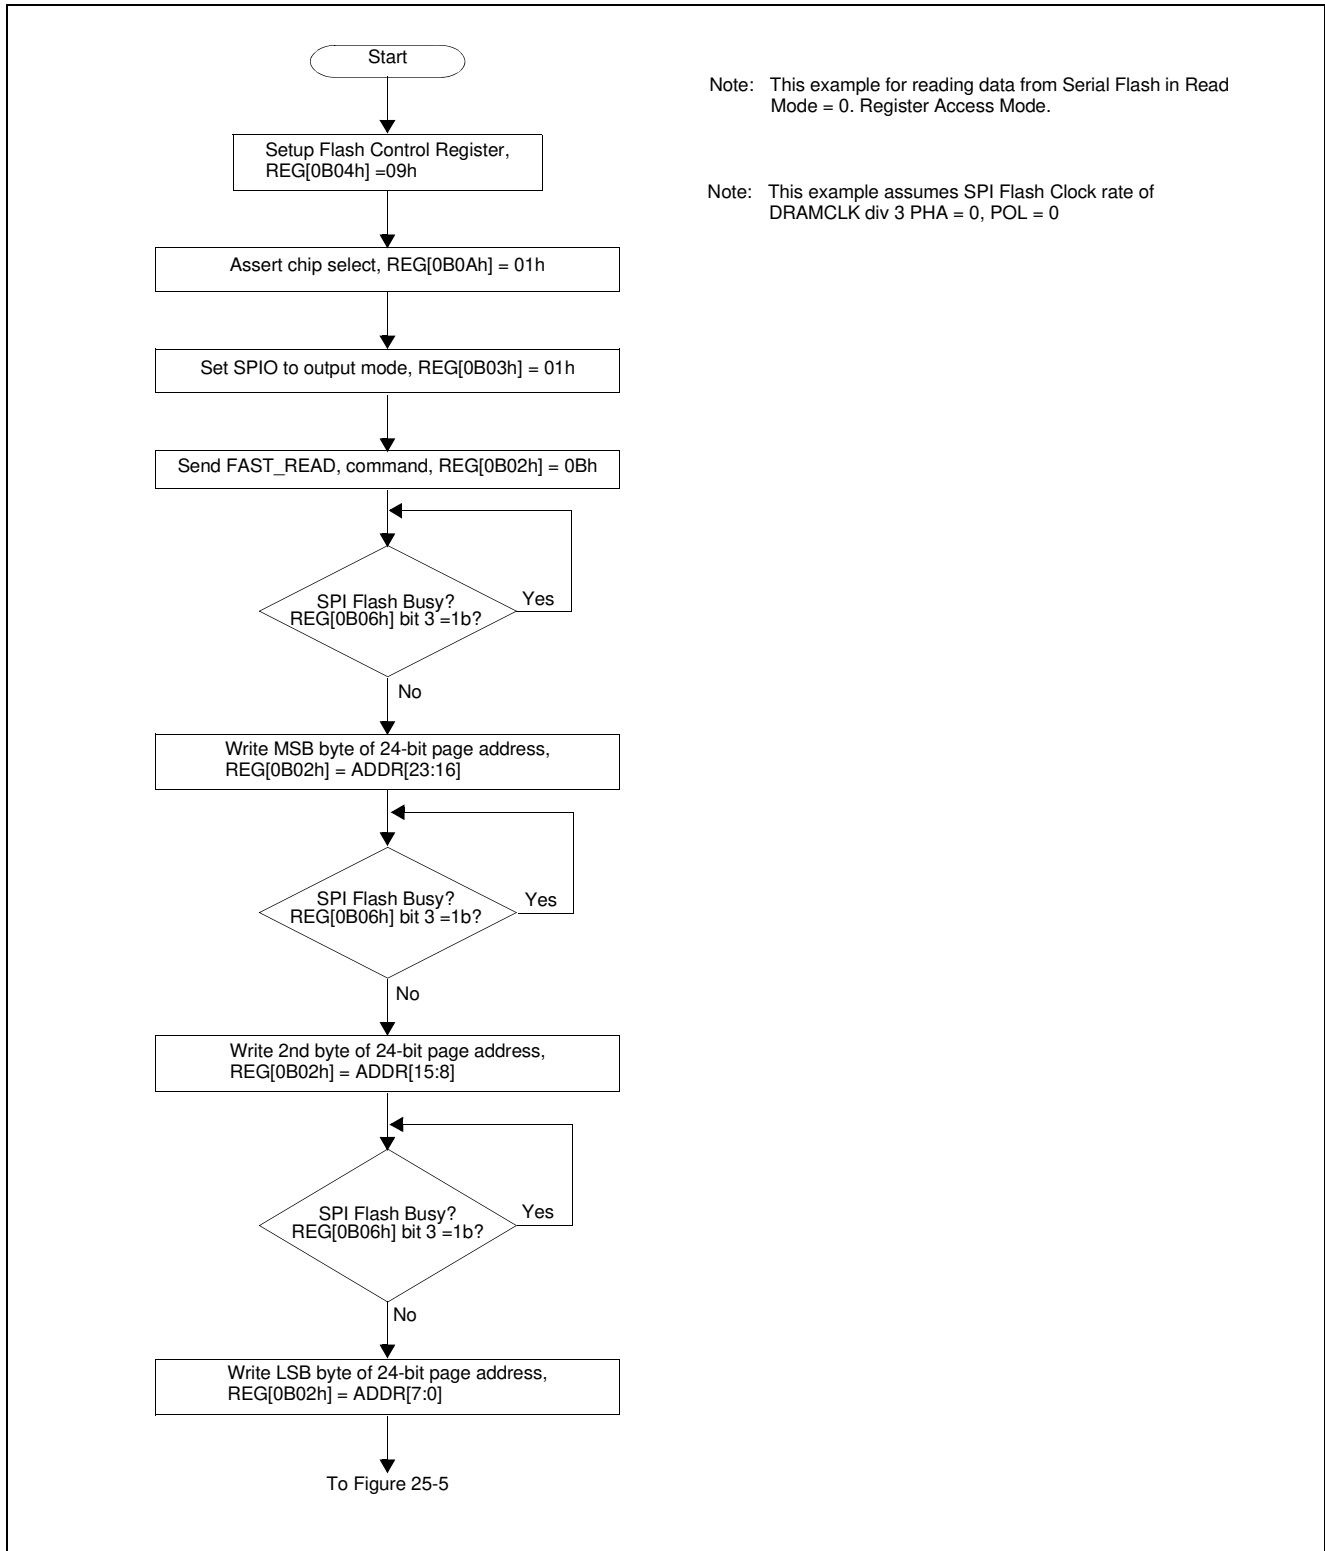 Start
Note: This example for reading data from Serial Flash in Read
Mode = 0. Register Access Mode.
Setup Flash Control Register,
REG[0B04h] =09h
Note: This example assumes SPI Flash Clock rate of
DRAMCLK div 3 PHA = 0, POL = 0
Assert chip select, REG[0B0Ah] = 01h
Set SPIO to output mode, REG[0B03h] = 01h
Send FAST_READ, command, REG[0B02h] = 0Bh
SPI Flash Busy?
REG[0B06h] bit 3 =1b?
Yes
No
Write MSB byte of 24-bit page address,
REG[0B02h] = ADDR[23:16]
SPI Flash Busy?
REG[0B06h] bit 3 =1b?
Yes
No
Write 2nd byte of 24-bit page address,
REG[0B02h] = ADDR[15:8]
SPI Flash Busy?
REG[0B06h] bit 3 =1b?
Yes
No
Write LSB byte of 24-bit page address,
REG[0B02h] = ADDR[7:0]
To Figure 25-5